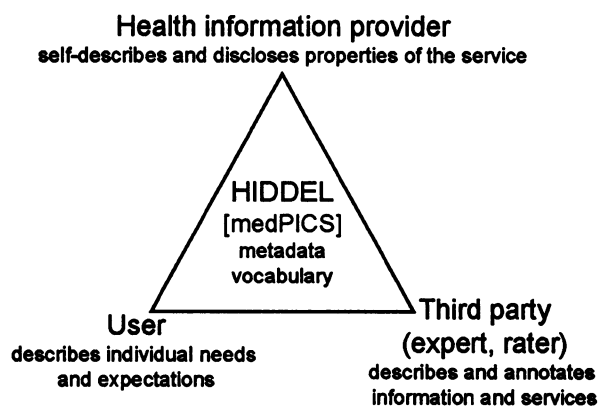 Health information provider
self-describes and discloses properties of the service
HIDDEL
[medPICS]
metadata
vocabulary
User
describes individual needs
and expectations
Third party
(expert, rater)
describes and annotates
information and services